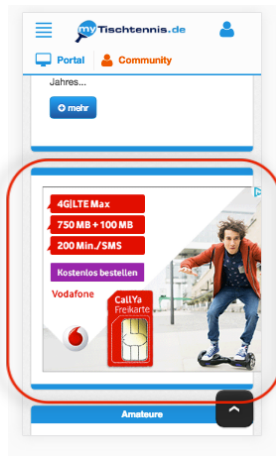 myTischtennis.de
Portal
Community
Jahres...
mehr
4G|LTE Max
750 MB + 100 MB
200 Min./SMS
Kostenlos bestellen
Vodafone
CallYa
Freikarte
Amateure